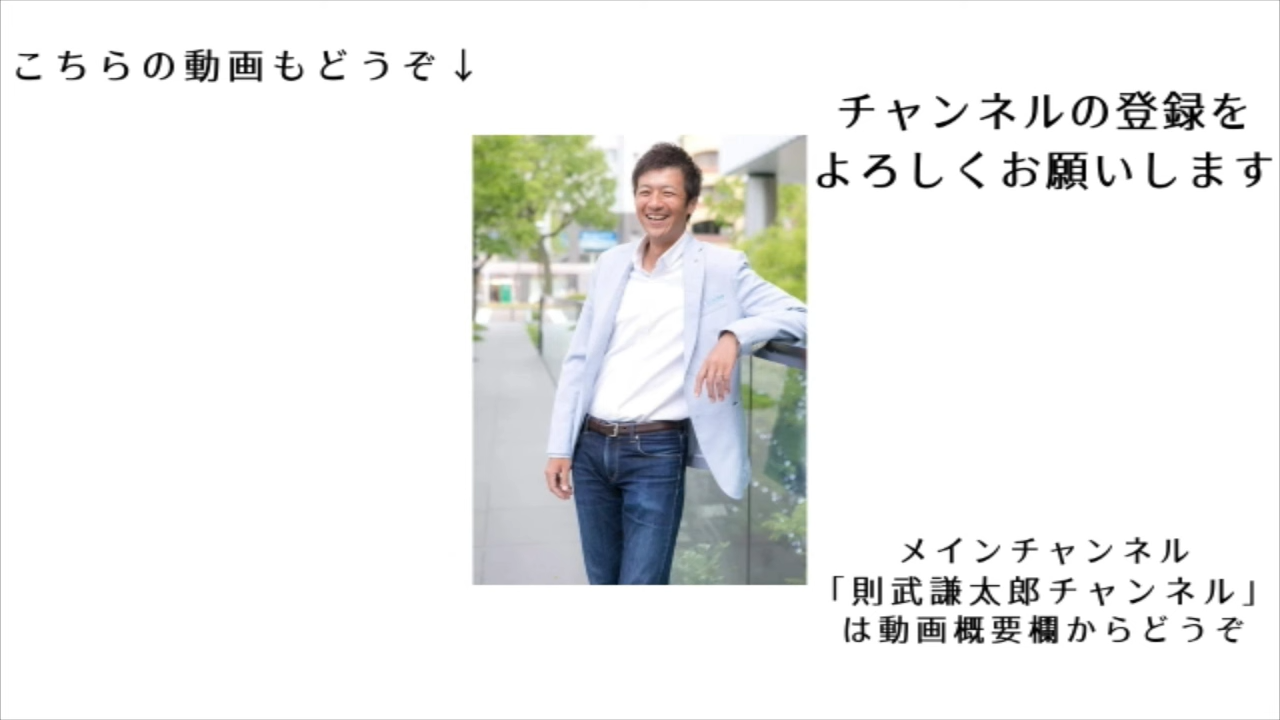 こちらの動画もどうぞ↓
チャンネルの登録を
よろしくお願いします
メインチャンネル
「則武謙太郎チャンネル」
は動画概要欄からどうぞ